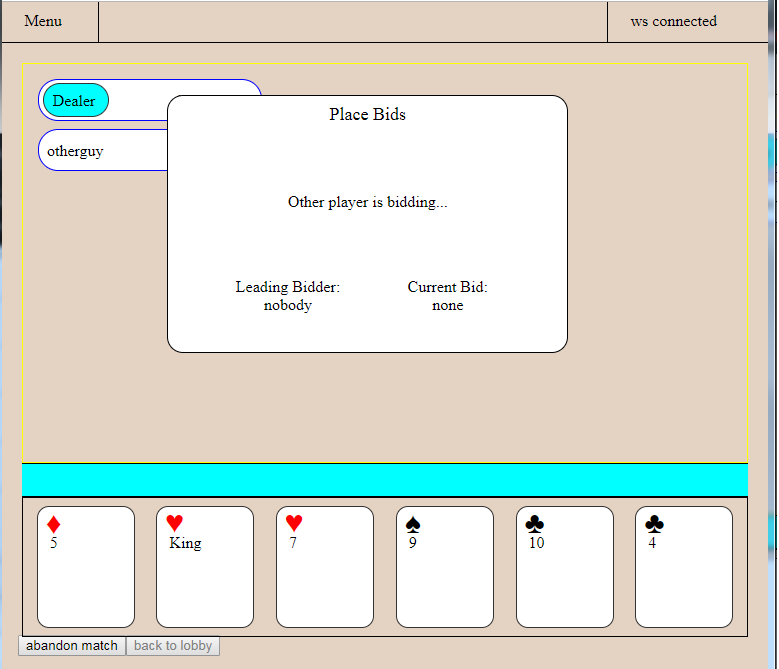 Menu
ws connected
Dealer
otherguy
Place Bids
Other player is bidding...
Leading Bidder:
nobody
Current Bid:
none
♦
5
♥
King
♥
7
♠
9
♣
10
♣
4
abandon match
back to lobby